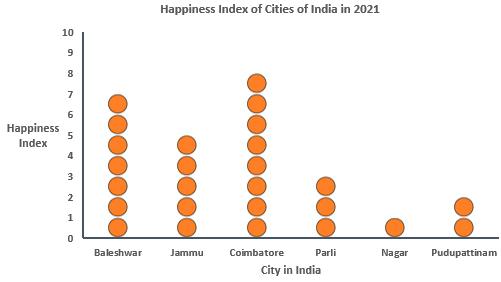 Happiness Index of Cities of India in 2021
10
9
8
7
6
5
4
3
2
1
0
Happiness
Index
Baleshwar Jammu Coimbatore Parli Nagar Pudupattinam
City in India